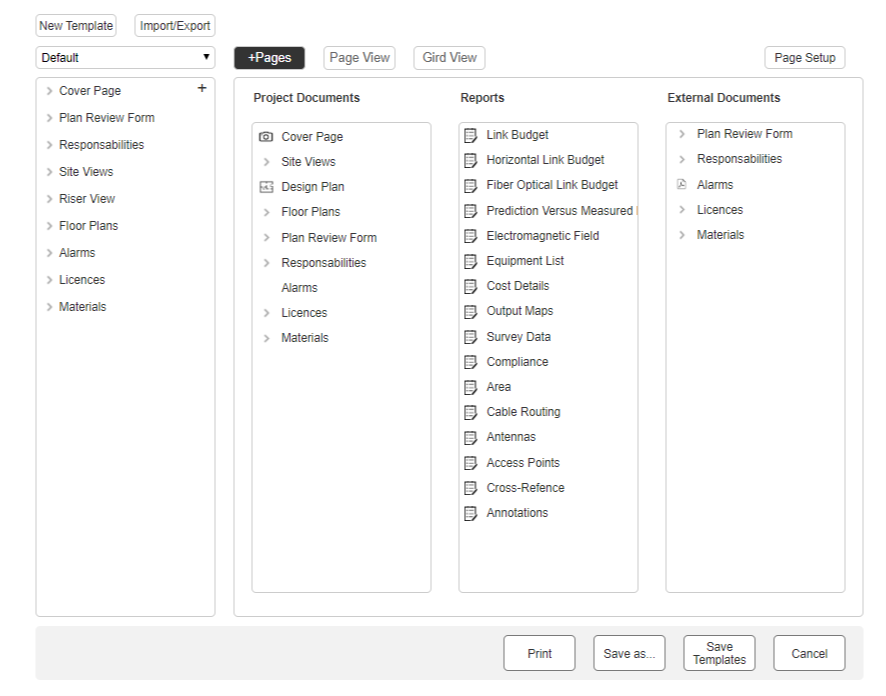 New Template Import/Export
Default +Pages Page View Gird View Page Setup
Cover Page +
Plan Review Form
Responsabilities
Site Views
Riser View
Floor Plans
Alarms
Licences
Materials
Project Documents
Cover Page
Site Views
Design Plan
Floor Plans
Plan Review Form
Responsabilities
Alarms
Licences
Materials
Reports
Link Budget
Horizontal Link Budget
Fiber Optical Link Budget
Prediction Versus Measured
Electromagnetic Field
Equipment List
Cost Details
Output Maps
Survey Data
Compliance
Area
Cable Routing
Antennas
Access Points
Cross-Refence
Annotations
External Documents
Plan Review Form
Responsabilities
Alarms
Licences
Materials
Print Save as... Save Templates Cancel